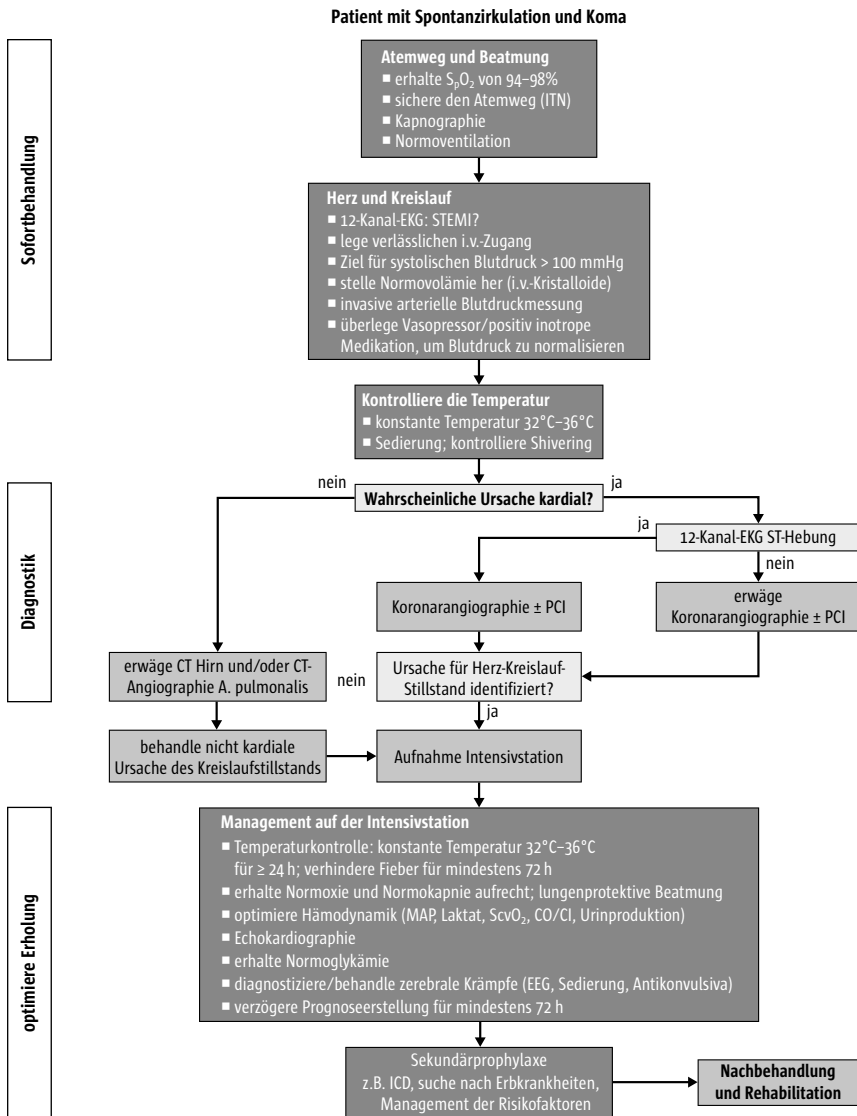 Patient mit Spontanzirkulation und Koma
Sofortbehandlung
Atemweg und Beatmung
■ erhalte SpO₂ von 94–98%
■ sichere den Atemweg (ITN)
■ Kapnographie
■ Normoventilation
Herz und Kreislauf
■ 12-Kanal-EKG: STEMI?
■ lege verlässlichen i.v.-Zugang
■ Ziel für systolischen Blutdruck > 100 mmHg
■ stelle Normovolämie her (i.v.-Kristalloide)
■ invasive arterielle Blutdruckmessung
■ überlege Vasopressor/positiv inotrope
Medikation, um Blutdruck zu normalisieren
Kontrolliere die Temperatur
■ konstante Temperatur 32°C–36°C
■ Sedierung; kontrolliere Shivering
Diagnostik
nein
Wahrscheinliche Ursache kardial?
ja
ja
12-Kanal-EKG ST-Hebung
nein
Koronarangiographie ± PCI
erwäge
Koronarangiographie ± PCI
erwäge CT Hirn und/oder CT-
Angiographie A. pulmonalis
nein
Ursache für Herz-Kreislauf-
Stillstand identifiziert?
ja
behandle nicht kardiale
Ursache des Kreislaufstillstands
Aufnahme Intensivstation
optimiere Erholung
Management auf der Intensivstation
■ Temperaturkontrolle: konstante Temperatur 32°C–36°C
für ≥ 24 h; verhindere Fieber für mindestens 72 h
■ erhalte Normoxie und Normokapnie aufrecht; lungenprotektive Beatmung
■ optimiere Hämodynamik (MAP, Laktat, ScvO₂, CO/CI, Urinproduktion)
■ Echokardiographie
■ erhalte Normoglykämie
■ diagnostiziere/behandle zerebrale Krämpfe (EEG, Sedierung, Antikonvulsiva)
■ verzögere Prognoseerstellung für mindestens 72 h
Sekundärprophylaxe
z.B. ICD, suche nach Erbkrankheiten,
Management der Risikofaktoren
Nachbehandlung
und Rehabilitation